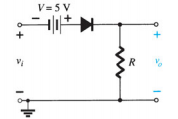 V = 5 V
− +
+ +
vi R vo
− −